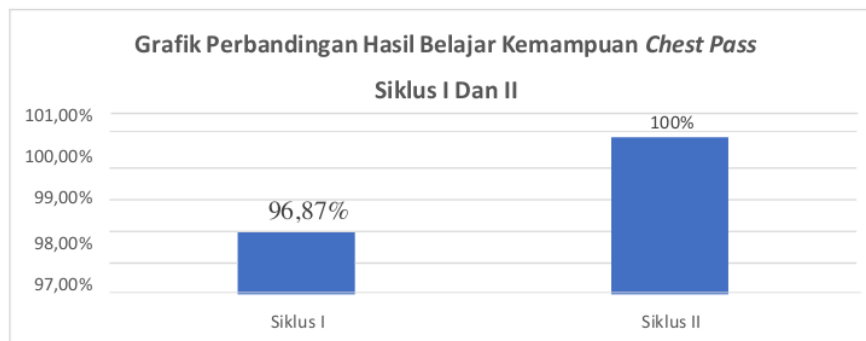 Grafik Perbandingan Hasil Belajar Kemampuan Chest Pass
Siklus I Dan II
101,00%
100%
100,00%
99,00%
96,87%
98,00%
97,00%
Siklus I
Siklus II